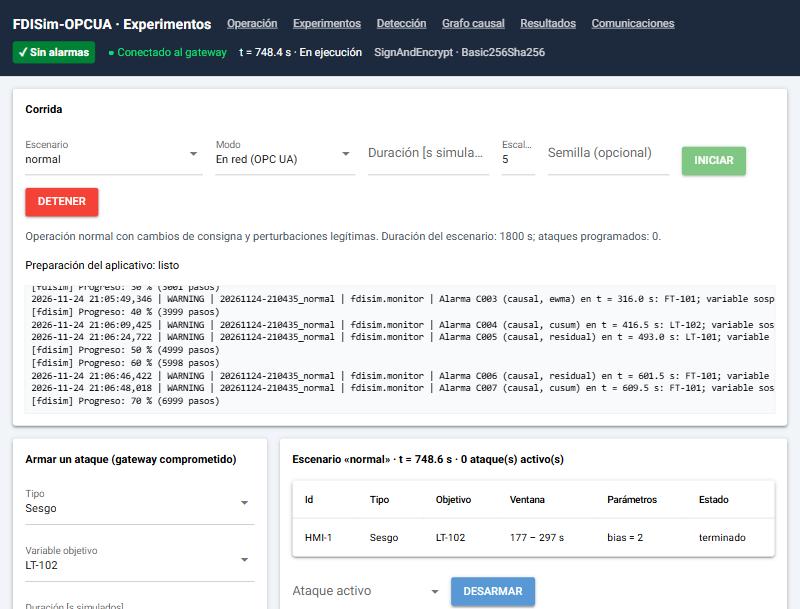 FDISim-OPCUA · Experimentos Operación Experimentos Detección Grafo causal Resultados Comunicaciones
✓ Sin alarmas ● Conectado al gateway t = 748.4 s · En ejecución SignAndEncrypt · Basic256Sha256
Corrida
Escenario Modo Escal...
normal En red (OPC UA) Duración [s simula... 5 Semilla (opcional) INICIAR
DETENER
Operación normal con cambios de consigna y perturbaciones legítimas. Duración del escenario: 1800 s; ataques programados: 0.
Preparación del aplicativo: listo
[fdisim] Progreso: 30 % (3001 pasos)
2026-11-24 21:05:49,346 | WARNING | 20261124-210435_normal | fdisim.monitor | Alarma C003 (causal, ewma) en t = 316.0 s: FT-101; variable sosp
[fdisim] Progreso: 40 % (3999 pasos)
2026-11-24 21:06:09,425 | WARNING | 20261124-210435_normal | fdisim.monitor | Alarma C004 (causal, cusum) en t = 416.5 s: LT-102; variable sos
2026-11-24 21:06:24,722 | WARNING | 20261124-210435_normal | fdisim.monitor | Alarma C005 (causal, residual) en t = 493.0 s: LT-101; variable
[fdisim] Progreso: 50 % (4999 pasos)
[fdisim] Progreso: 60 % (5998 pasos)
2026-11-24 21:06:46,422 | WARNING | 20261124-210435_normal | fdisim.monitor | Alarma C006 (causal, residual) en t = 601.5 s: FT-101; variable
2026-11-24 21:06:48,018 | WARNING | 20261124-210435_normal | fdisim.monitor | Alarma C007 (causal, cusum) en t = 609.5 s: FT-101; variable sos
[fdisim] Progreso: 70 % (6999 pasos)
Armar un ataque (gateway comprometido)
Tipo
Sesgo
Variable objetivo
LT-102
Duración [s simulados]
Escenario «normal» · t = 748.6 s · 0 ataque(s) activo(s)
Id Tipo Objetivo Ventana Parámetros Estado
HMI-1 Sesgo LT-102 177 – 297 s bias = 2 terminado
Ataque activo DESARMAR